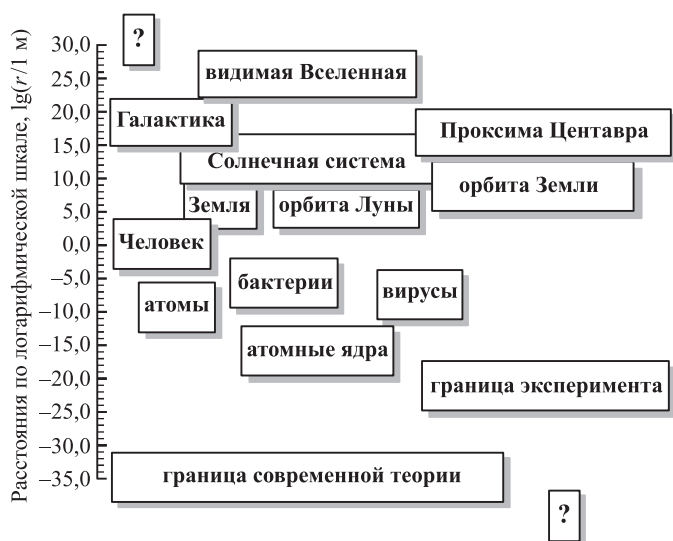 Расстояния по логарифмической шкале, lg(r/1 м)
?
30,0
25,0
20,0
15,0
10,0
5,0
0,0
–5,0
–10,0
–15,0
–20,0
–25,0
–30,0
–35,0
видимая Вселенная
Галактика
Проксима Центавра
Солнечная система
орбита Земли
Земля
орбита Луны
Человек
бактерии
вирусы
атомы
атомные ядра
граница эксперимента
граница современной теории
?